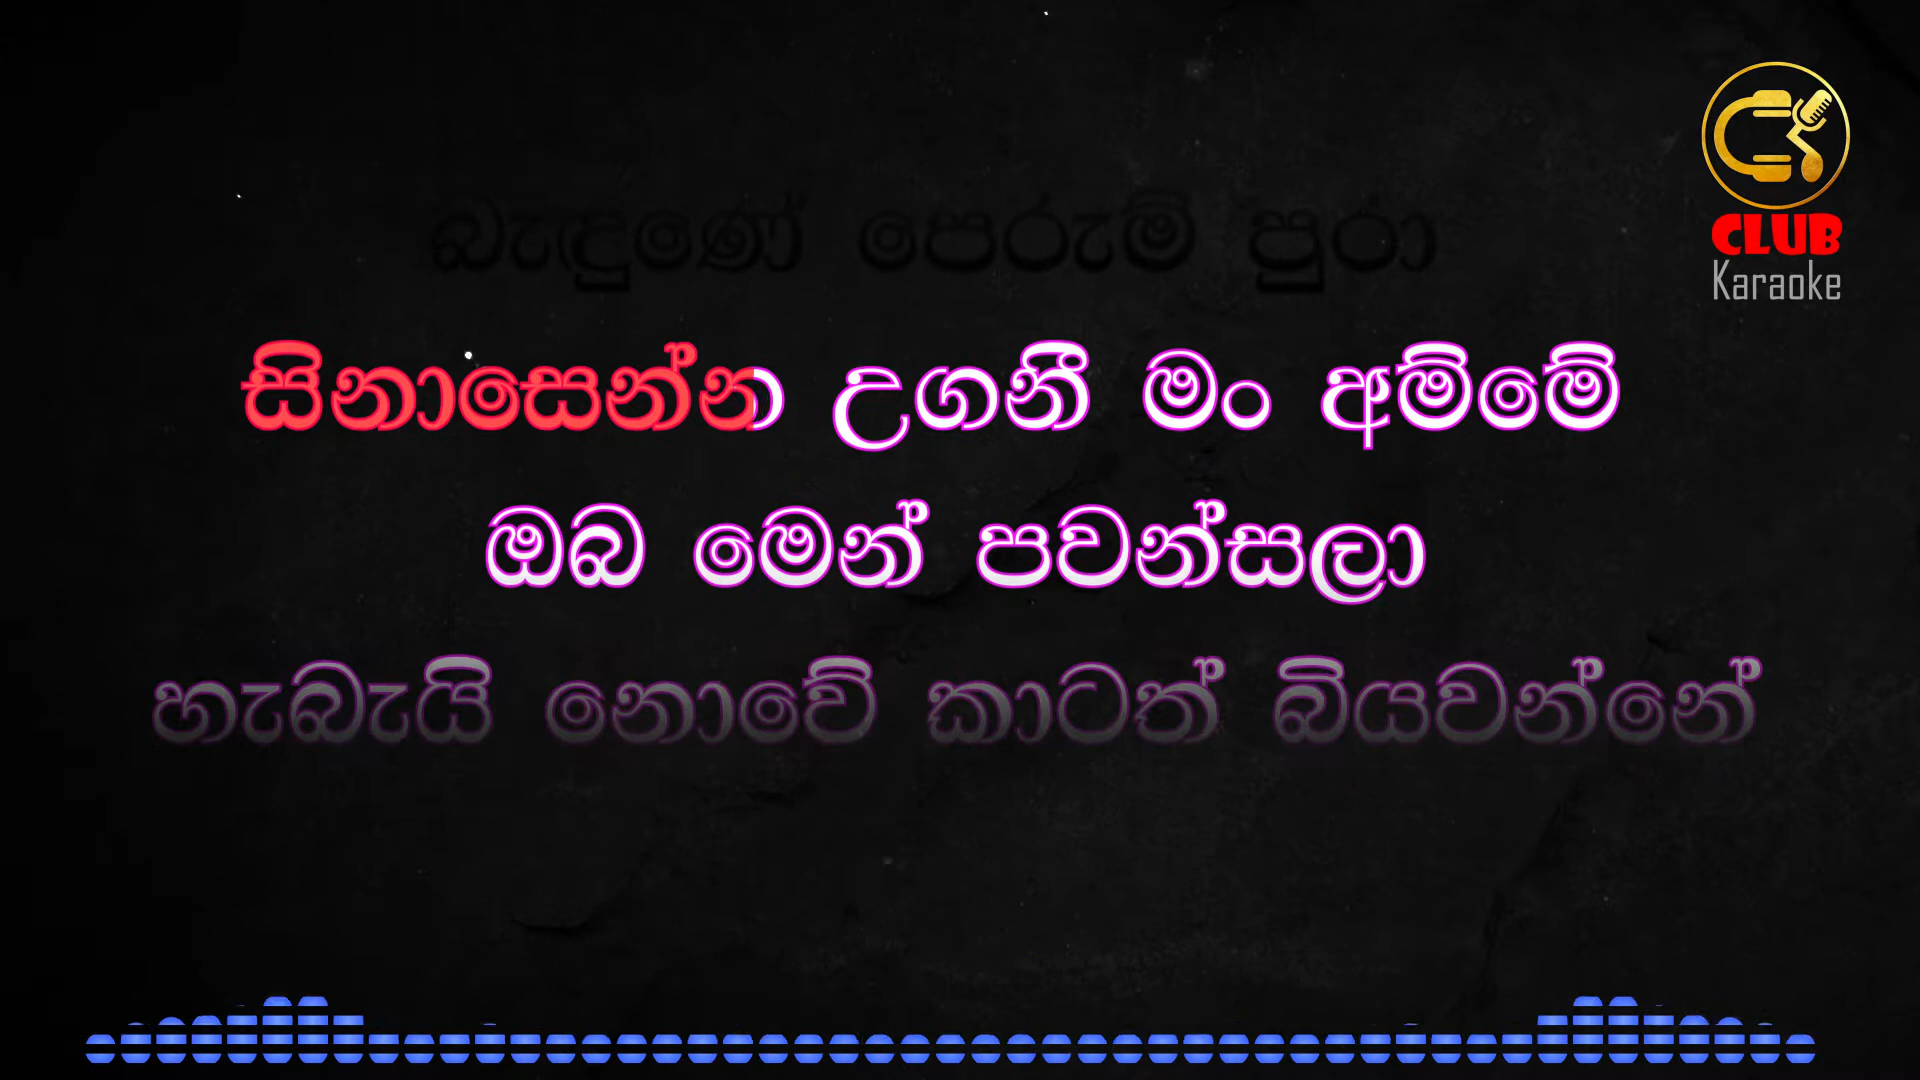 CLUB
Karaoke
බැඳුණේ පෙරුම් පුරා
සිනාසෙන්න උගනී මං අම්මේ
ඔබ මෙන් පවන්සලා
හැබැයි නොවේ කාටත් බියවන්නේ